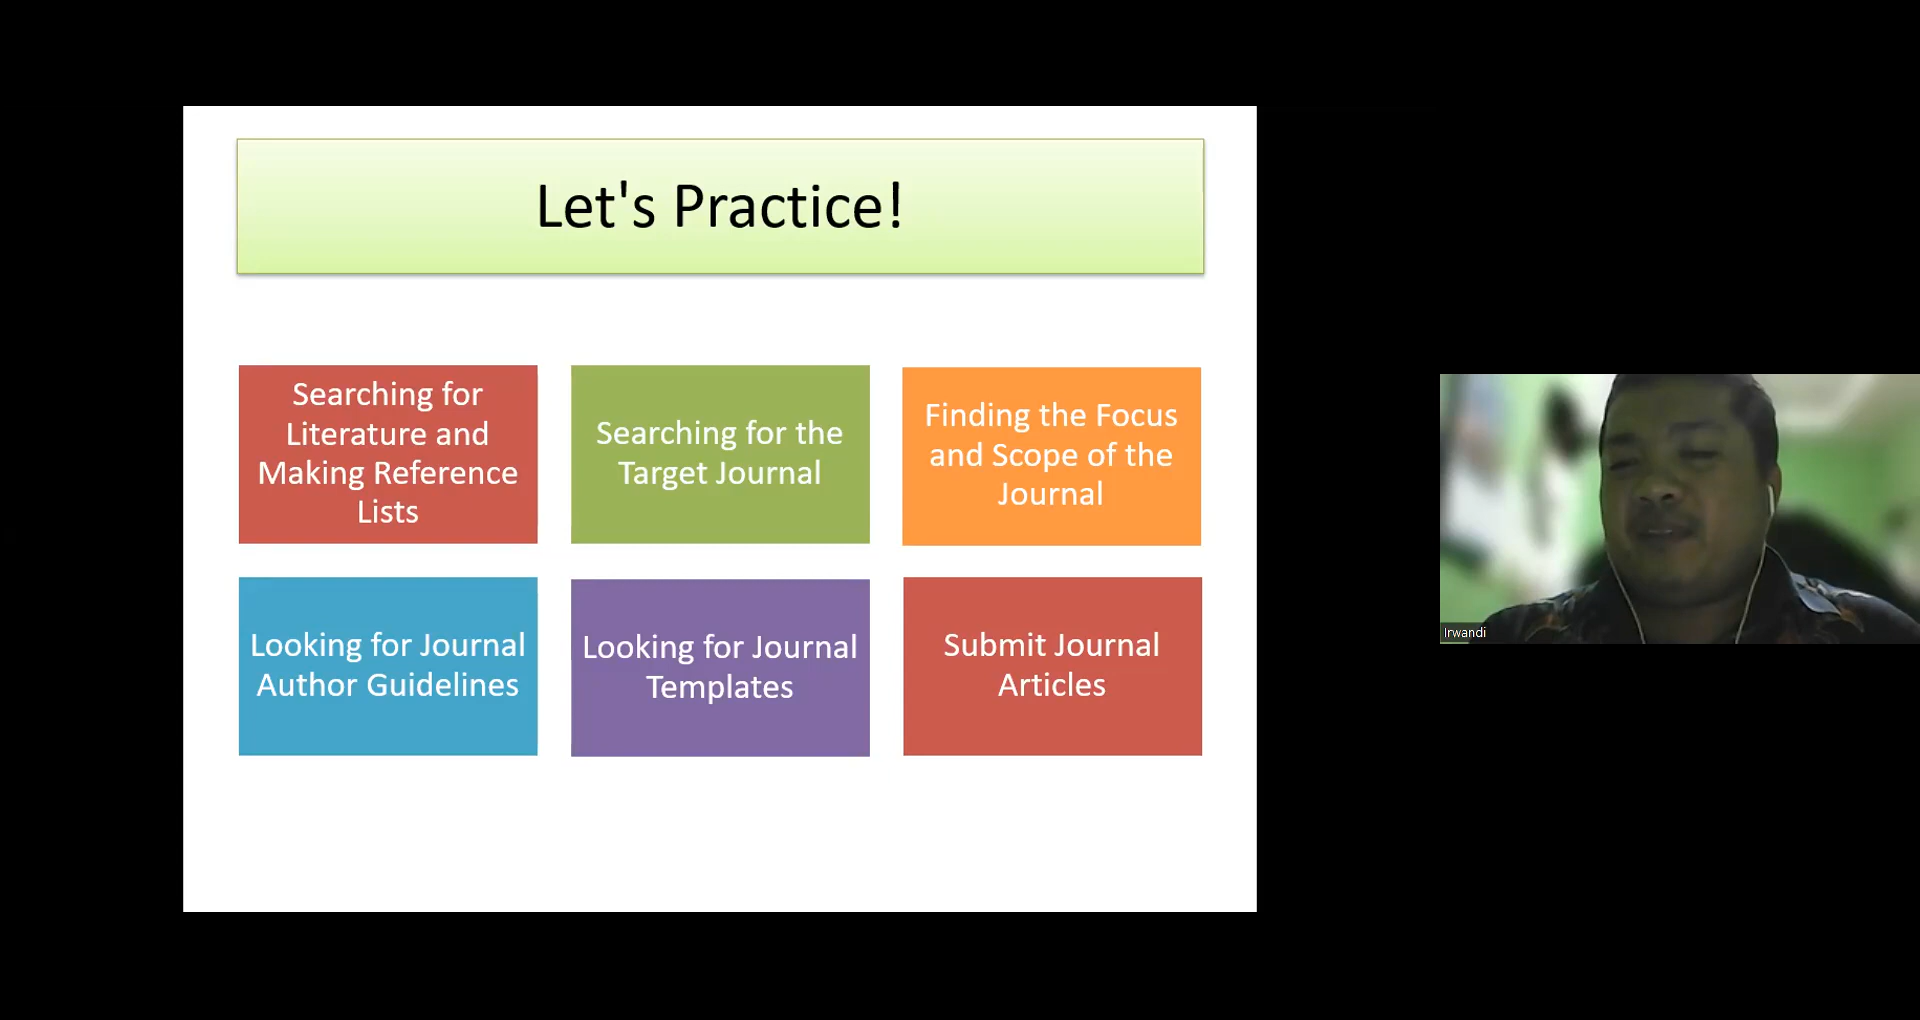 Let's Practice!
Searching for
Literature and
Making Reference
Lists
Searching for the
Target Journal
Finding the Focus
and Scope of the
Journal
Looking for Journal
Author Guidelines
Looking for Journal
Templates
Submit Journal
Articles
Irwandi